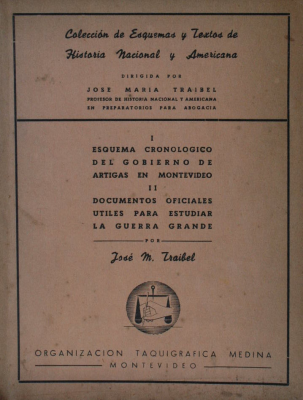 Colección de Esquemas y Textos de
Historia Nacional y Americana
DIRIGIDA POR
JOSE MARIA TRAIBEL
PROFESOR DE HISTORIA NACIONAL Y AMERICANA
EN PREPARATORIOS PARA ABOGACIA
I
ESQUEMA CRONOLOGICO
DEL GOBIERNO DE
ARTIGAS EN MONTEVIDEO
II
DOCUMENTOS OFICIALES
UTILES PARA ESTUDIAR
LA GUERRA GRANDE
POR
José M. Traibel
ORGANIZACION TAQUIGRAFICA MEDINA
MONTEVIDEO